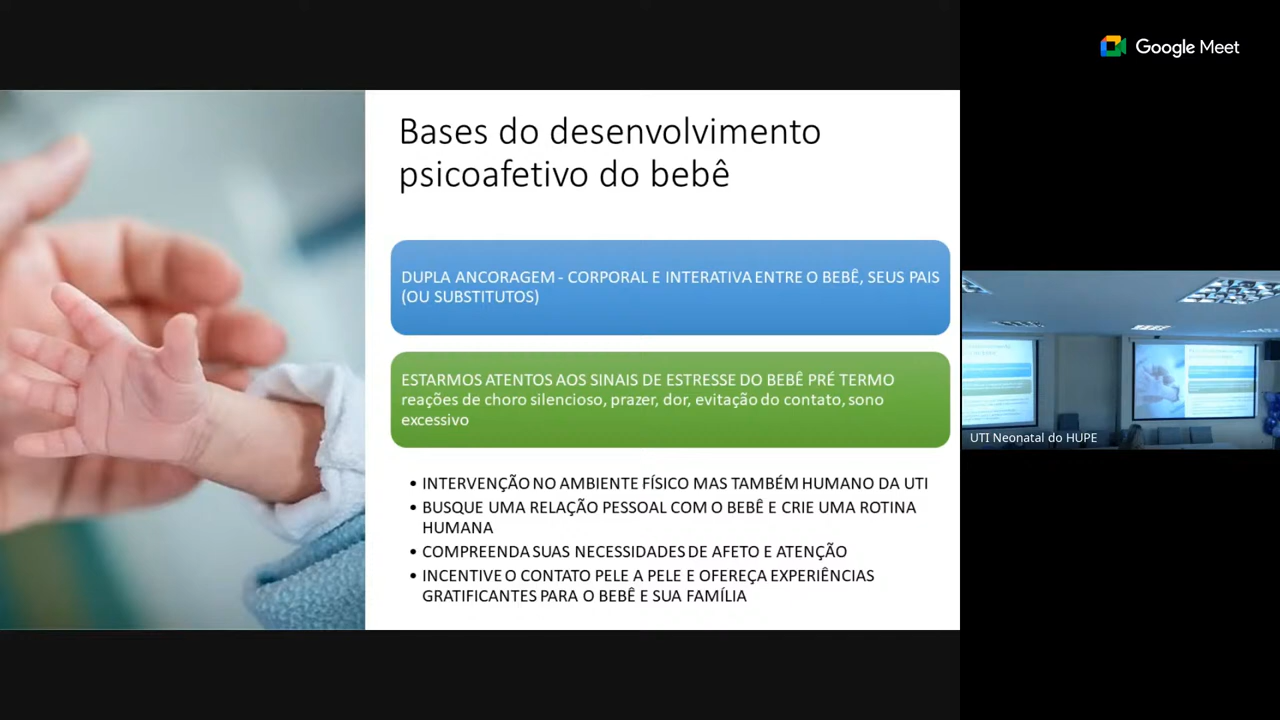 Google Meet
Bases do desenvolvimento
psicoafetivo do bebê
DUPLA ANCORAGEM - CORPORAL E INTERATIVA ENTRE O BEBÊ, SEUS PAIS
(OU SUBSTITUTOS)
ESTARMOS ATENTOS AOS SINAIS DE ESTRESSE DO BEBÊ PRÉ TERMO
reações de choro silencioso, prazer, dor, evitação do contato, sono
excessivo
• INTERVENÇÃO NO AMBIENTE FÍSICO MAS TAMBÉM HUMANO DA UTI
• BUSQUE UMA RELAÇÃO PESSOAL COM O BEBÊ E CRIE UMA ROTINA
HUMANA
• COMPREENDA SUAS NECESSIDADES DE AFETO E ATENÇÃO
• INCENTIVE O CONTATO PELE A PELE E OFEREÇA EXPERIÊNCIAS
GRATIFICANTES PARA O BEBÊ E SUA FAMÍLIA
UTI Neonatal do HUPE